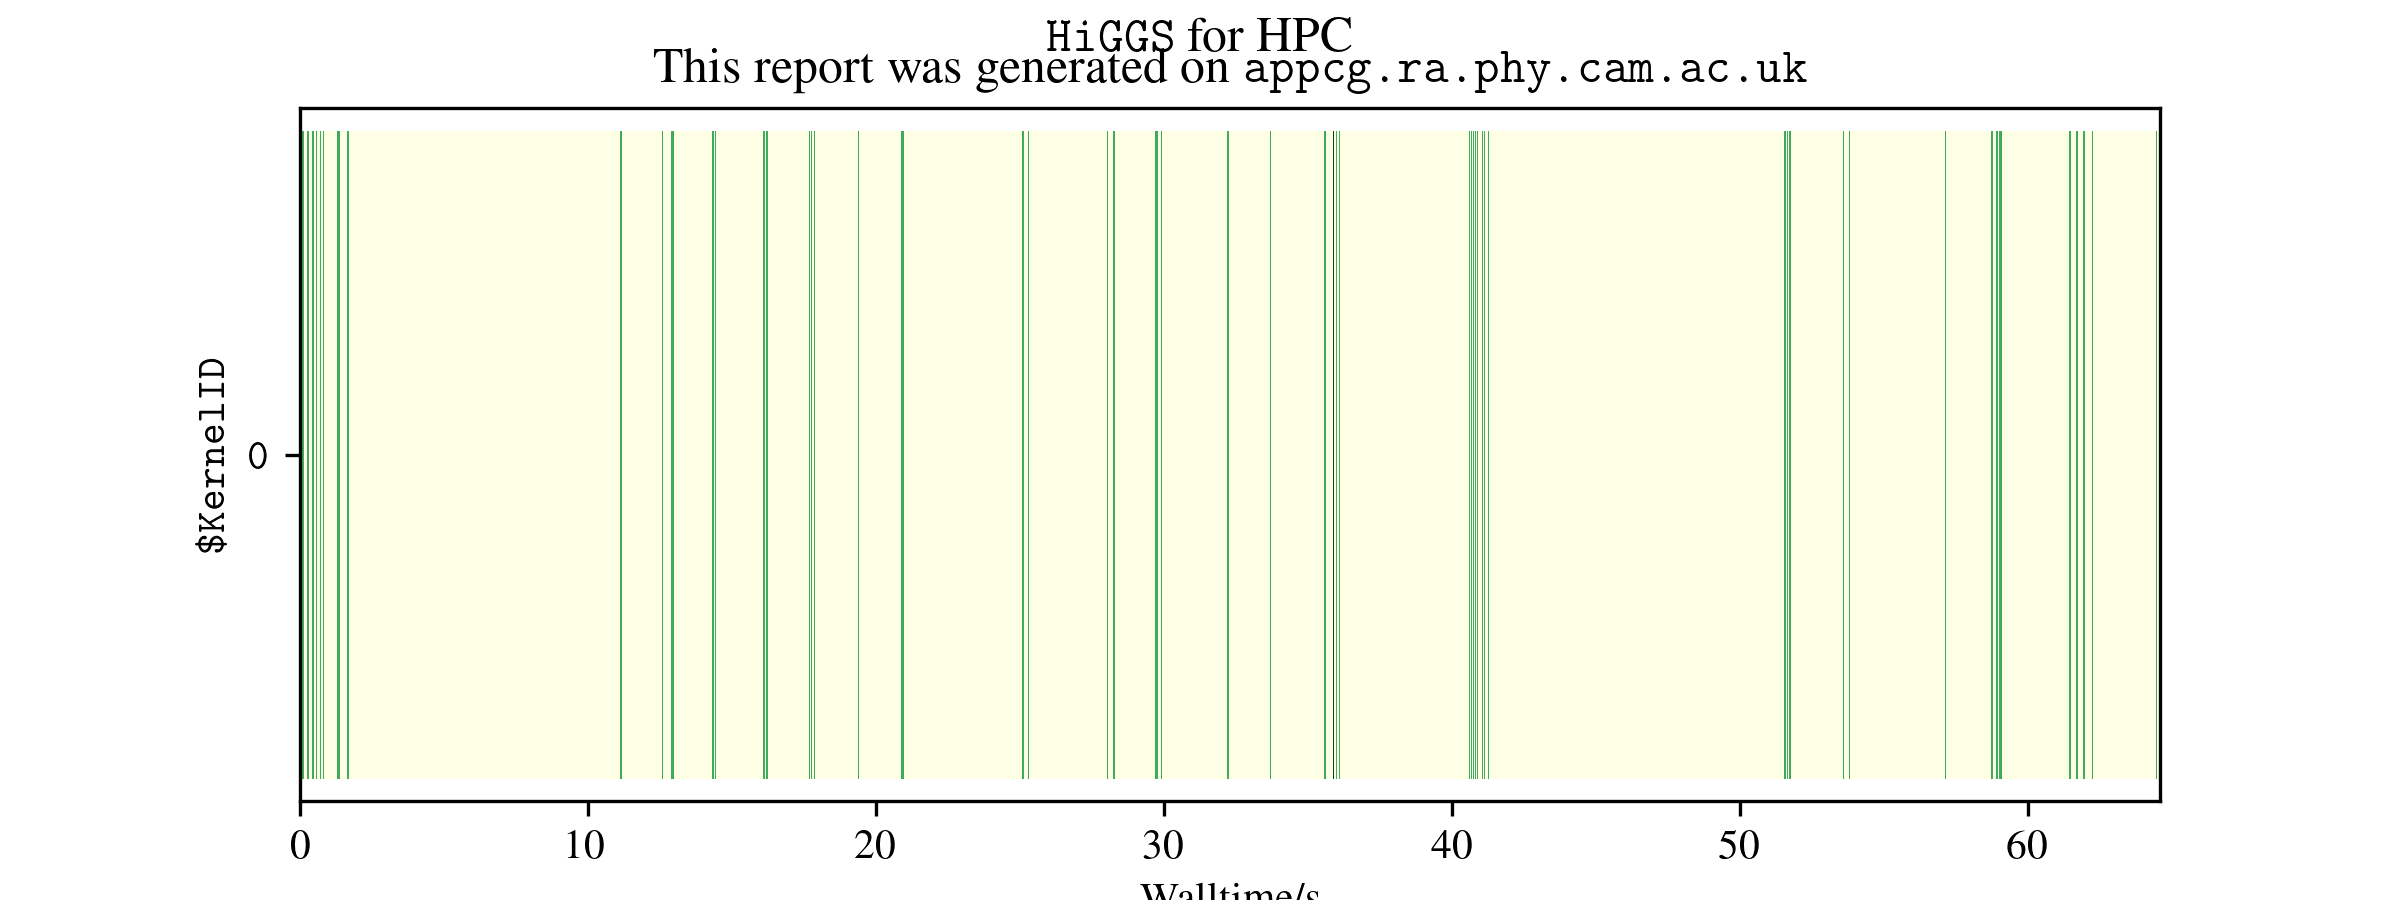 HiGGS for HPC
This report was generated on appcg.ra.phy.cam.ac.uk
$KernelID
0
0 10 20 30 40 50 60
Walltime/s